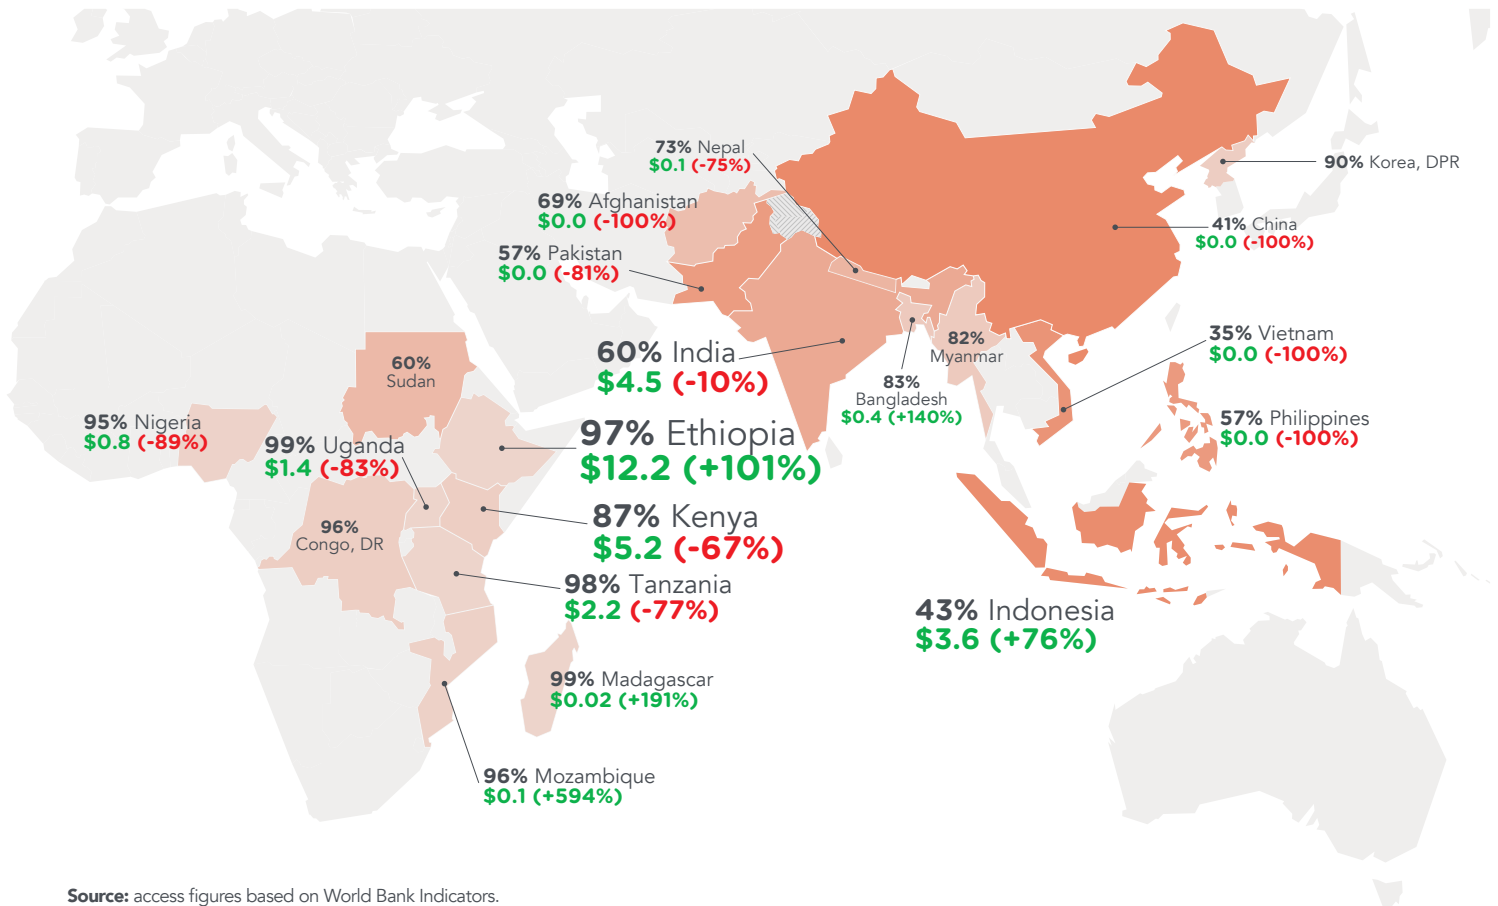 73% Nepal
$0.1 (-75%)
90% Korea, DPR
69% Afghanistan
$0.0 (-100%)
41% China
$0.0 (-100%)
57% Pakistan
$0.0 (-81%)
35% Vietnam
$0.0 (-100%)
60% India
$4.5 (-10%)
82%
Myanmar
60%
Sudan
83%
Bangladesh
$0.4 (+140%)
95% Nigeria
$0.8 (-89%)
99% Uganda
$1.4 (-83%)
97% Ethiopia
$12.2 (+101%)
57% Philippines
$0.0 (-100%)
96%
Congo, DR
87% Kenya
$5.2 (-67%)
98% Tanzania
$2.2 (-77%)
43% Indonesia
$3.6 (+76%)
99% Madagascar
$0.02 (+191%)
96% Mozambique
$0.1 (+594%)
Source: access figures based on World Bank Indicators.